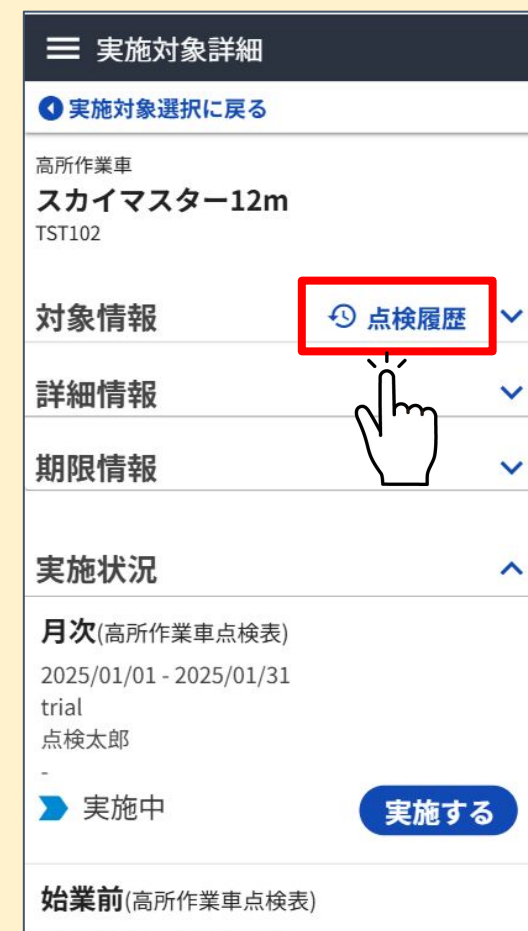 実施対象詳細
実施対象選択に戻る
高所作業車
スカイマスター12m
TST102
対象情報 点検履歴
詳細情報
期限情報
実施状況
月次(高所作業車点検表)
2025/01/01 - 2025/01/31
trial
点検太郎
-
実施中 実施する
始業前(高所作業車点検表)